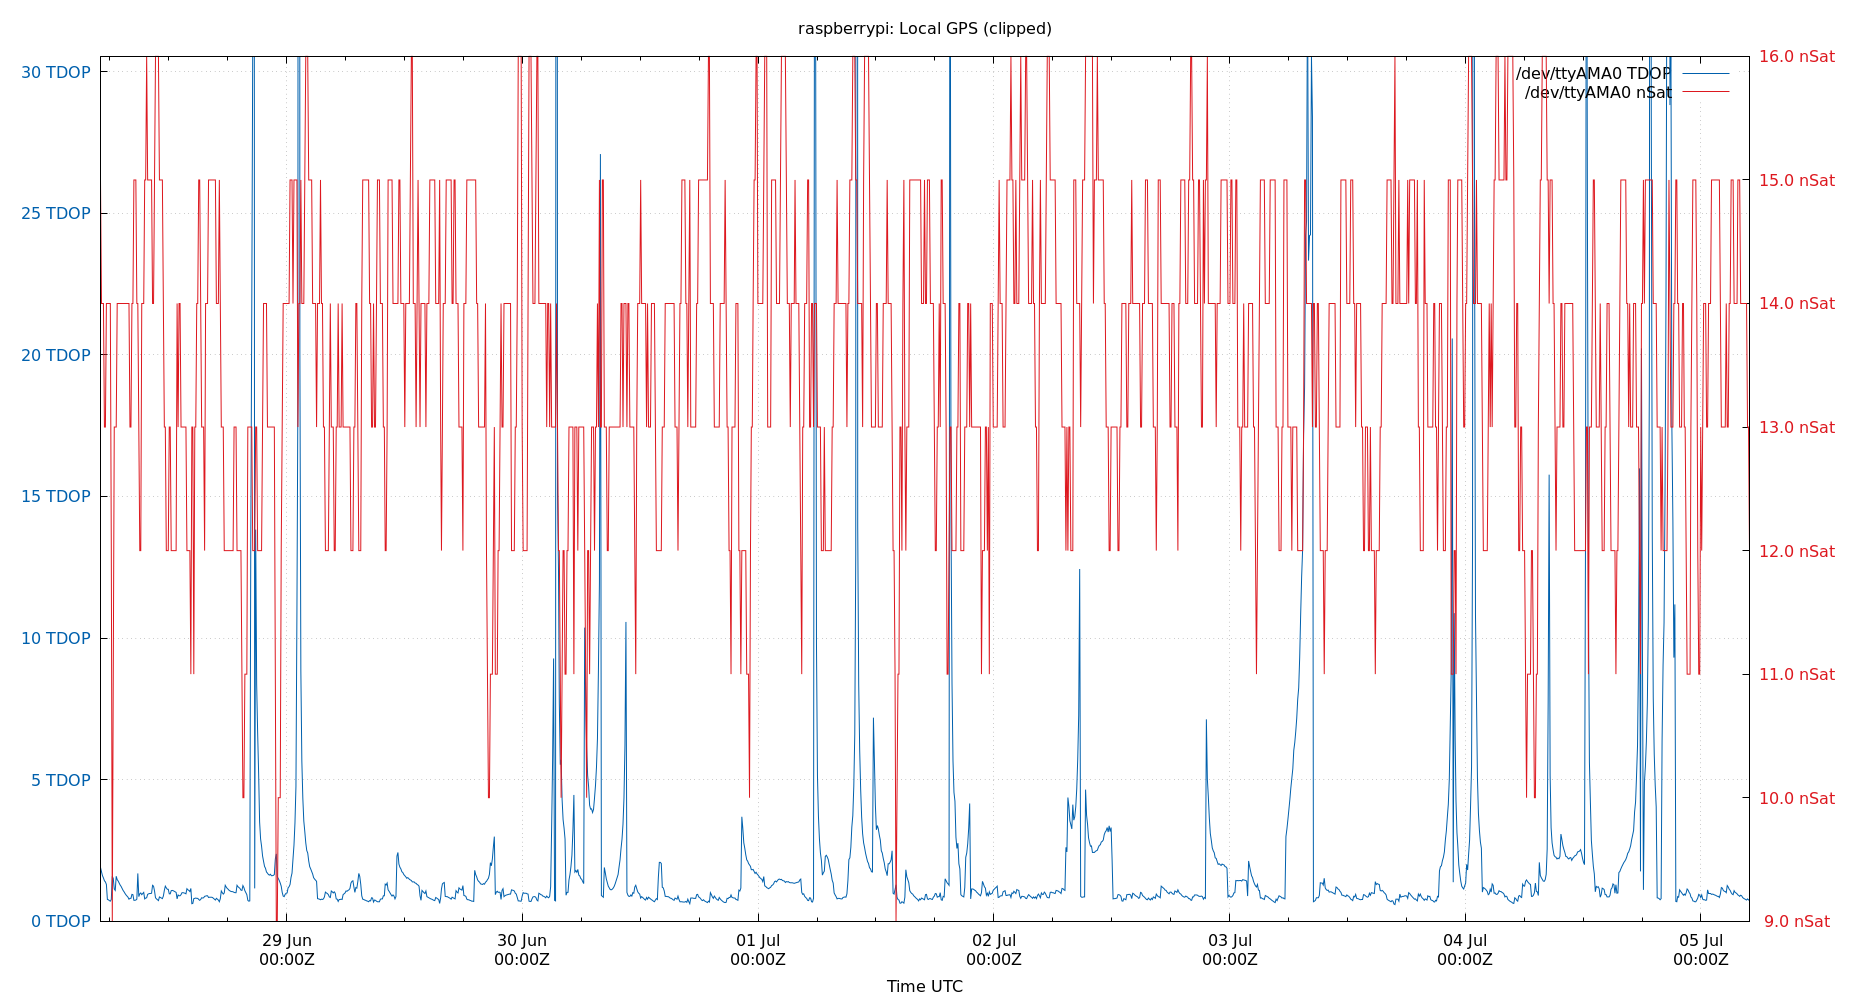 raspberrypi: Local GPS (clipped)
/dev/ttyAMA0 TDOP
/dev/ttyAMA0 nSat
30 TDOP
25 TDOP
20 TDOP
15 TDOP
10 TDOP
5 TDOP
0 TDOP
16.0 nSat
15.0 nSat
14.0 nSat
13.0 nSat
12.0 nSat
11.0 nSat
10.0 nSat
9.0 nSat
29 Jun
00:00Z
30 Jun
00:00Z
01 Jul
00:00Z
02 Jul
00:00Z
03 Jul
00:00Z
04 Jul
00:00Z
05 Jul
00:00Z
Time UTC